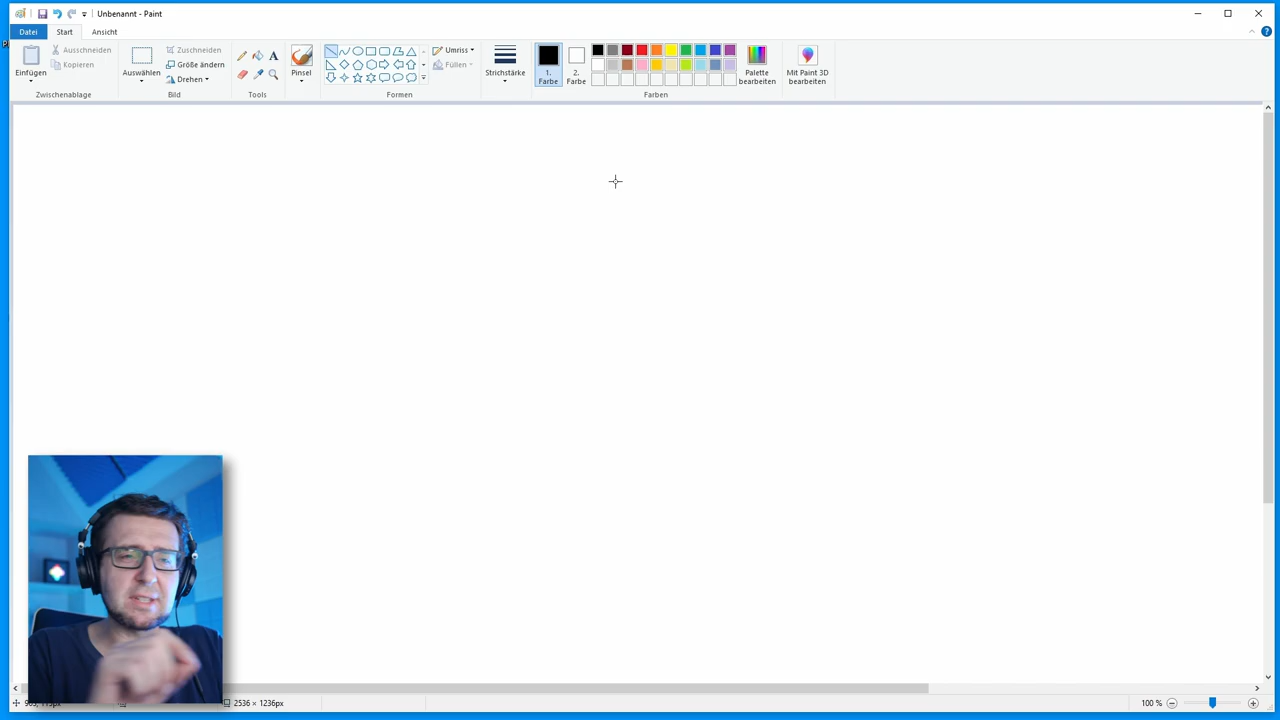 Unbenannt - Paint
Datei
Start
Ansicht
Einfügen
Ausschneiden
Kopieren
Zwischenablage
Auswählen
Zuschneiden
Größe ändern
Drehen
Bild
A
Tools
Pinsel
Umriss
Füllen
Formen
Strichstärke
1.
Farbe
2.
Farbe
Palette
bearbeiten
Farben
Mit Paint 3D
bearbeiten
2536 × 1236px
100 %